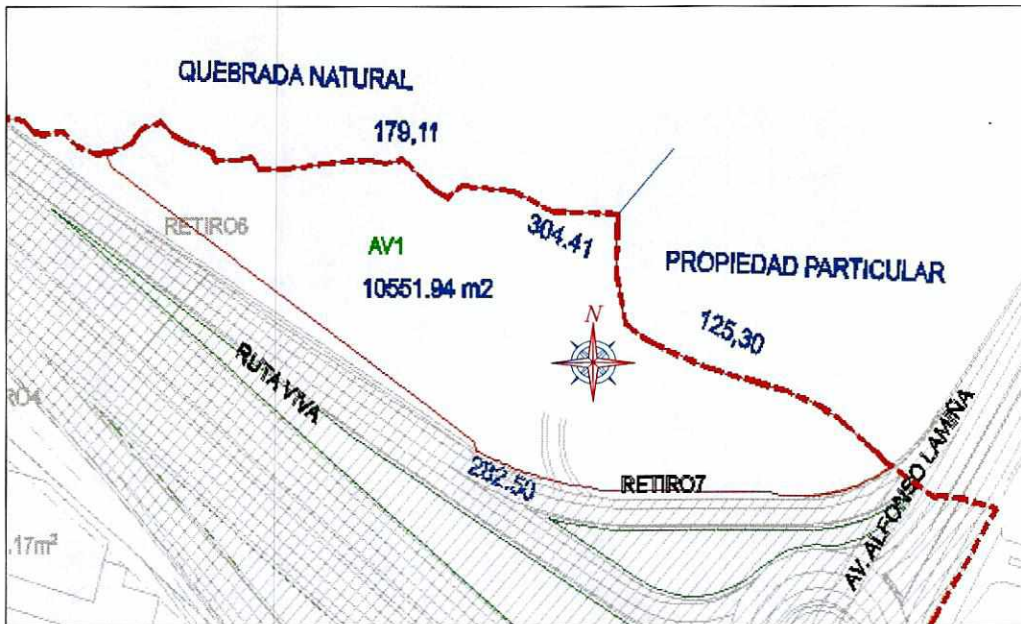 QUEBRADA NATURAL
179,11
RETIRO6
AV1
10551.94 m2
304.41
PROPIEDAD PARTICULAR
125,30
N
RUTA VIVA
282.50
RETIRO7
AV. ALFONSO LAMIÑA
RO4
.17m²